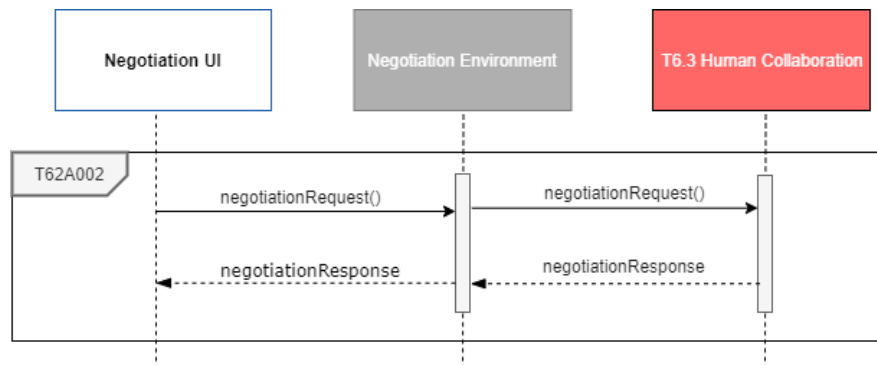 Negotiation UI
Negotiation Environment
T6.3 Human Collaboration
T62A002
negotiationRequest()
negotiationRequest()
negotiationResponse
negotiationResponse